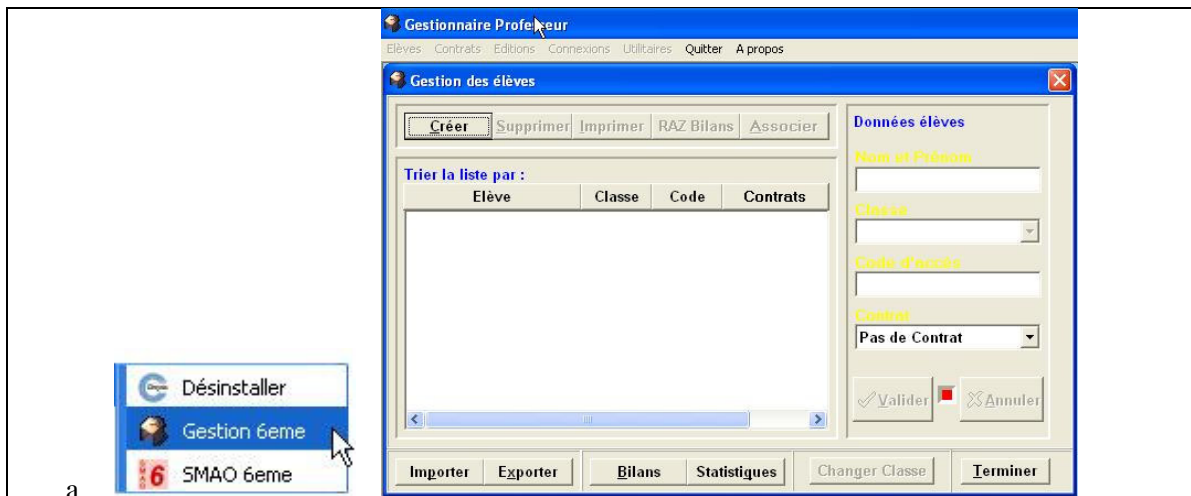 Gestionnaire Professeur
Elèves Contrats Editions Connexions Utilitaires Quitter A propos
Gestion des élèves
Créer Supprimer Imprimer RAZ Bilans Associer
Données élèves
Nom et Prénom
Trier la liste par :
Elève Classe Code Contrats
Classe
Code d'accès
Contrat
Pas de Contrat
Valider Annuler
Importer Exporter Bilans Statistiques Changer Classe Terminer
Désinstaller
Gestion 6eme
6 SMAO 6eme
a